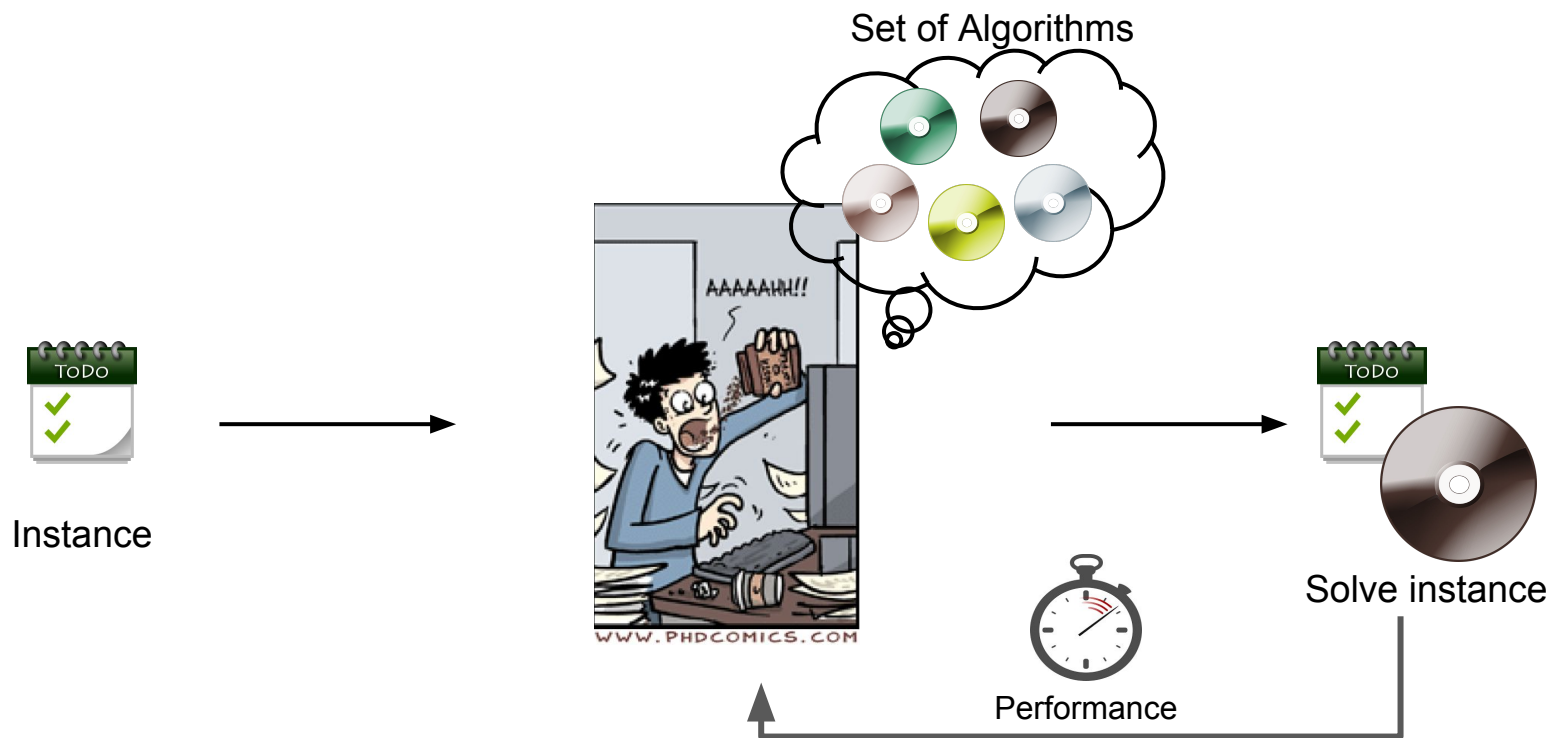 Set of Algorithms
AAAAAHH!!
ToDo
ToDo
Instance
Solve instance
WWW.PHDCOMICS.COM
Performance